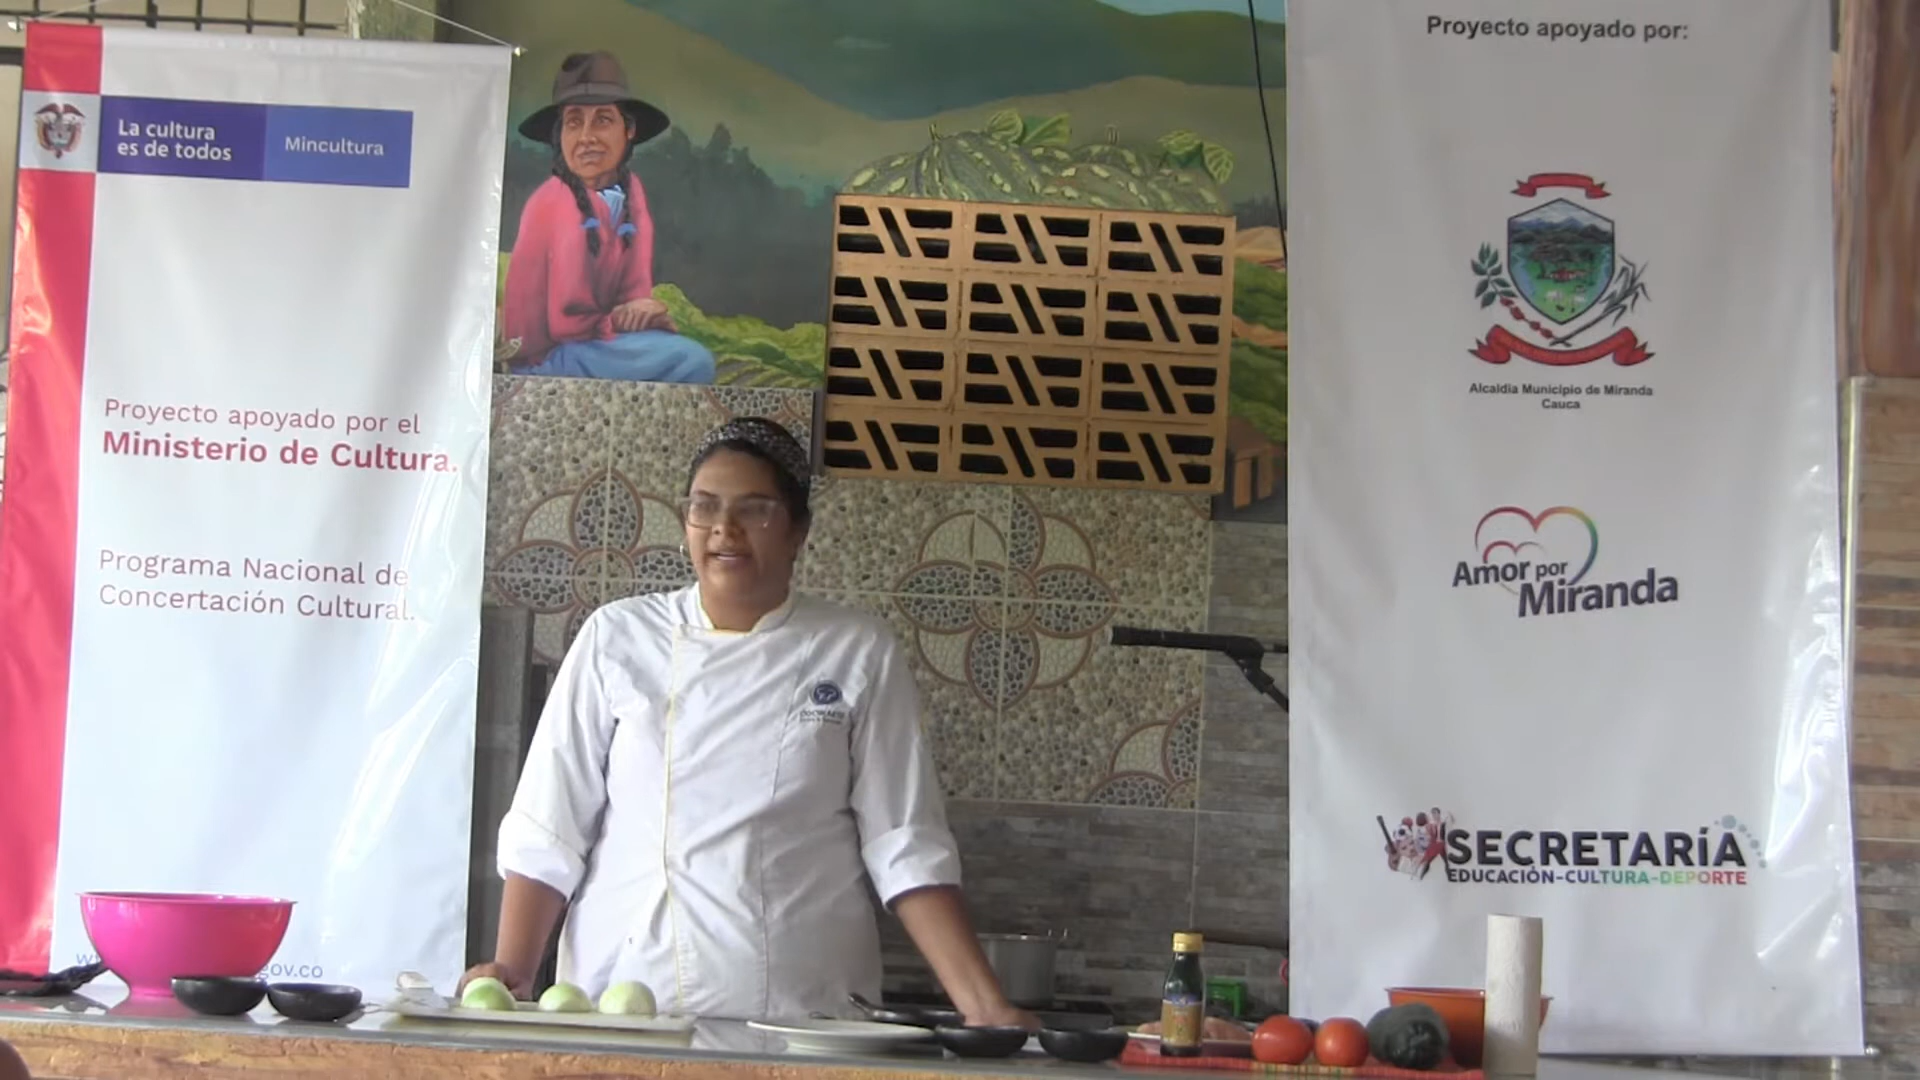 La cultura
es de todos
Mincultura
Proyecto apoyado por el
Ministerio de Cultura.
Programa Nacional de
Concertación Cultural.
gov.co
Proyecto apoyado por:
Alcaldia Municipio de Miranda
Cauca
Amor por
Miranda
SECRETARÍA
EDUCACIÓN-CULTURA-DEPORTE